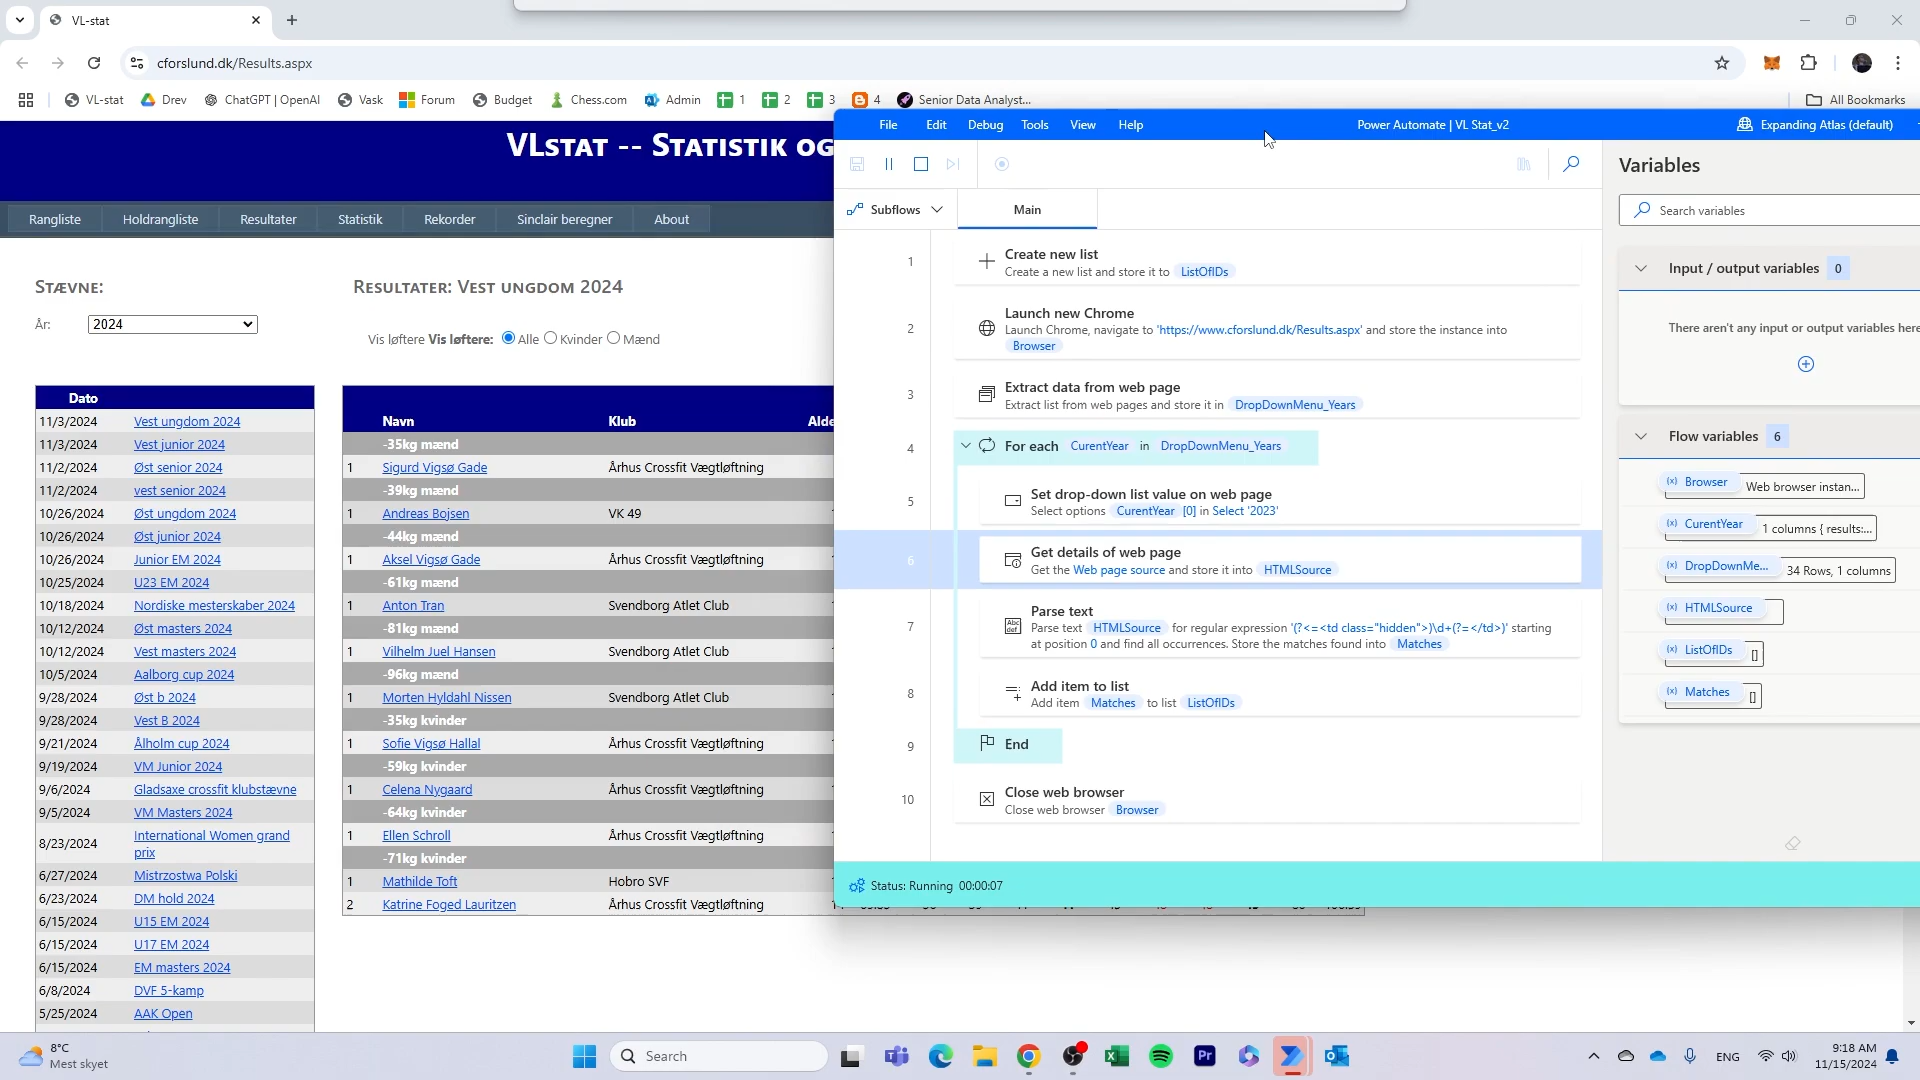 VL-stat
cforslund.dk/Results.aspx
VL-stat
Drev
ChatGPT | OpenAI
Vask
Forum
Budget
Chess.com
Admin
1
2
3
4
Senior Data Analyst...
All Bookmarks
VLstat -- Statistik og
Rangliste
Holdrangliste
Resultater
Statistik
Rekorder
Sinclair beregner
About
Stævne:
År:
2024
Resultater: Vest ungdom 2024
Vis løftere Vis løftere: Alle Kvinder Mænd
Dato
11/3/2024 Vest ungdom 2024
11/3/2024 Vest junior 2024
11/2/2024 Øst senior 2024
11/2/2024 vest senior 2024
10/26/2024 Øst ungdom 2024
10/26/2024 Øst junior 2024
10/26/2024 Junior EM 2024
10/25/2024 U23 EM 2024
10/18/2024 Nordiske mesterskaber 2024
10/12/2024 Øst masters 2024
10/12/2024 Vest masters 2024
10/5/2024 Aalborg cup 2024
9/28/2024 Øst b 2024
9/28/2024 Vest B 2024
9/21/2024 Ålholm cup 2024
9/19/2024 VM Junior 2024
9/6/2024 Gladsaxe crossfit klubstævne
9/5/2024 VM Masters 2024
8/23/2024 International Women grand
prix
6/27/2024 Mistrzostwa Polski
6/23/2024 DM hold 2024
6/15/2024 U15 EM 2024
6/15/2024 U17 EM 2024
6/15/2024 EM masters 2024
6/8/2024 DVF 5-kamp
5/25/2024 AAK Open
Navn Klub Alde
-35kg mænd
1 Sigurd Vigsø Gade Århus Crossfit Vægtløftning
-39kg mænd
1 Andreas Bojsen VK 49
-44kg mænd
1 Aksel Vigsø Gade Århus Crossfit Vægtløftning
-61kg mænd
1 Anton Tran Svendborg Atlet Club
-81kg mænd
1 Vilhelm Juel Hansen Svendborg Atlet Club
-96kg mænd
1 Morten Hyldahl Nissen Svendborg Atlet Club
-35kg kvinder
1 Sofie Vigsø Hallal Århus Crossfit Vægtløftning
-59kg kvinder
1 Celena Nygaard Århus Crossfit Vægtløftning
-64kg kvinder
1 Ellen Schroll Århus Crossfit Vægtløftning
-71kg kvinder
1 Mathilde Toft Hobro SVF
2 Katrine Foged Lauritzen Århus Crossfit Vægtløftning
File Edit Debug Tools View Help
Power Automate | VL Stat_v2
Expanding Atlas (default)
Subflows
Main
1
Create new list
Create a new list and store it to ListOfIDs
2
Launch new Chrome
Launch Chrome, navigate to 'https://www.cforslund.dk/Results.aspx' and store the instance into
Browser
3
Extract data from web page
Extract list from web pages and store it in DropDownMenu_Years
4
For each CurentYear in DropDownMenu_Years
5
Set drop-down list value on web page
Select options CurentYear [0] in Select '2023'
6
Get details of web page
Get the Web page source and store it into HTMLSource
7
Parse text
Parse text HTMLSource for regular expression '(?<=<td class="hidden">)\d+(?=</td>)' starting
at position 0 and find all occurrences. Store the matches found into Matches
8
Add item to list
Add item Matches to list ListOfIDs
9
End
10
Close web browser
Close web browser Browser
Status: Running 00:00:07
Variables
Search variables
Input / output variables 0
There aren't any input or output variables here
Flow variables 6
(x) Browser Web browser instan...
(x) CurentYear 1 columns { results:...
(x) DropDownMe... 34 Rows, 1 columns
(x) HTMLSource
(x) ListOfIDs []
(x) Matches []
8°C
Mest skyet
Search
Pr
ENG
9:18 AM
11/15/2024